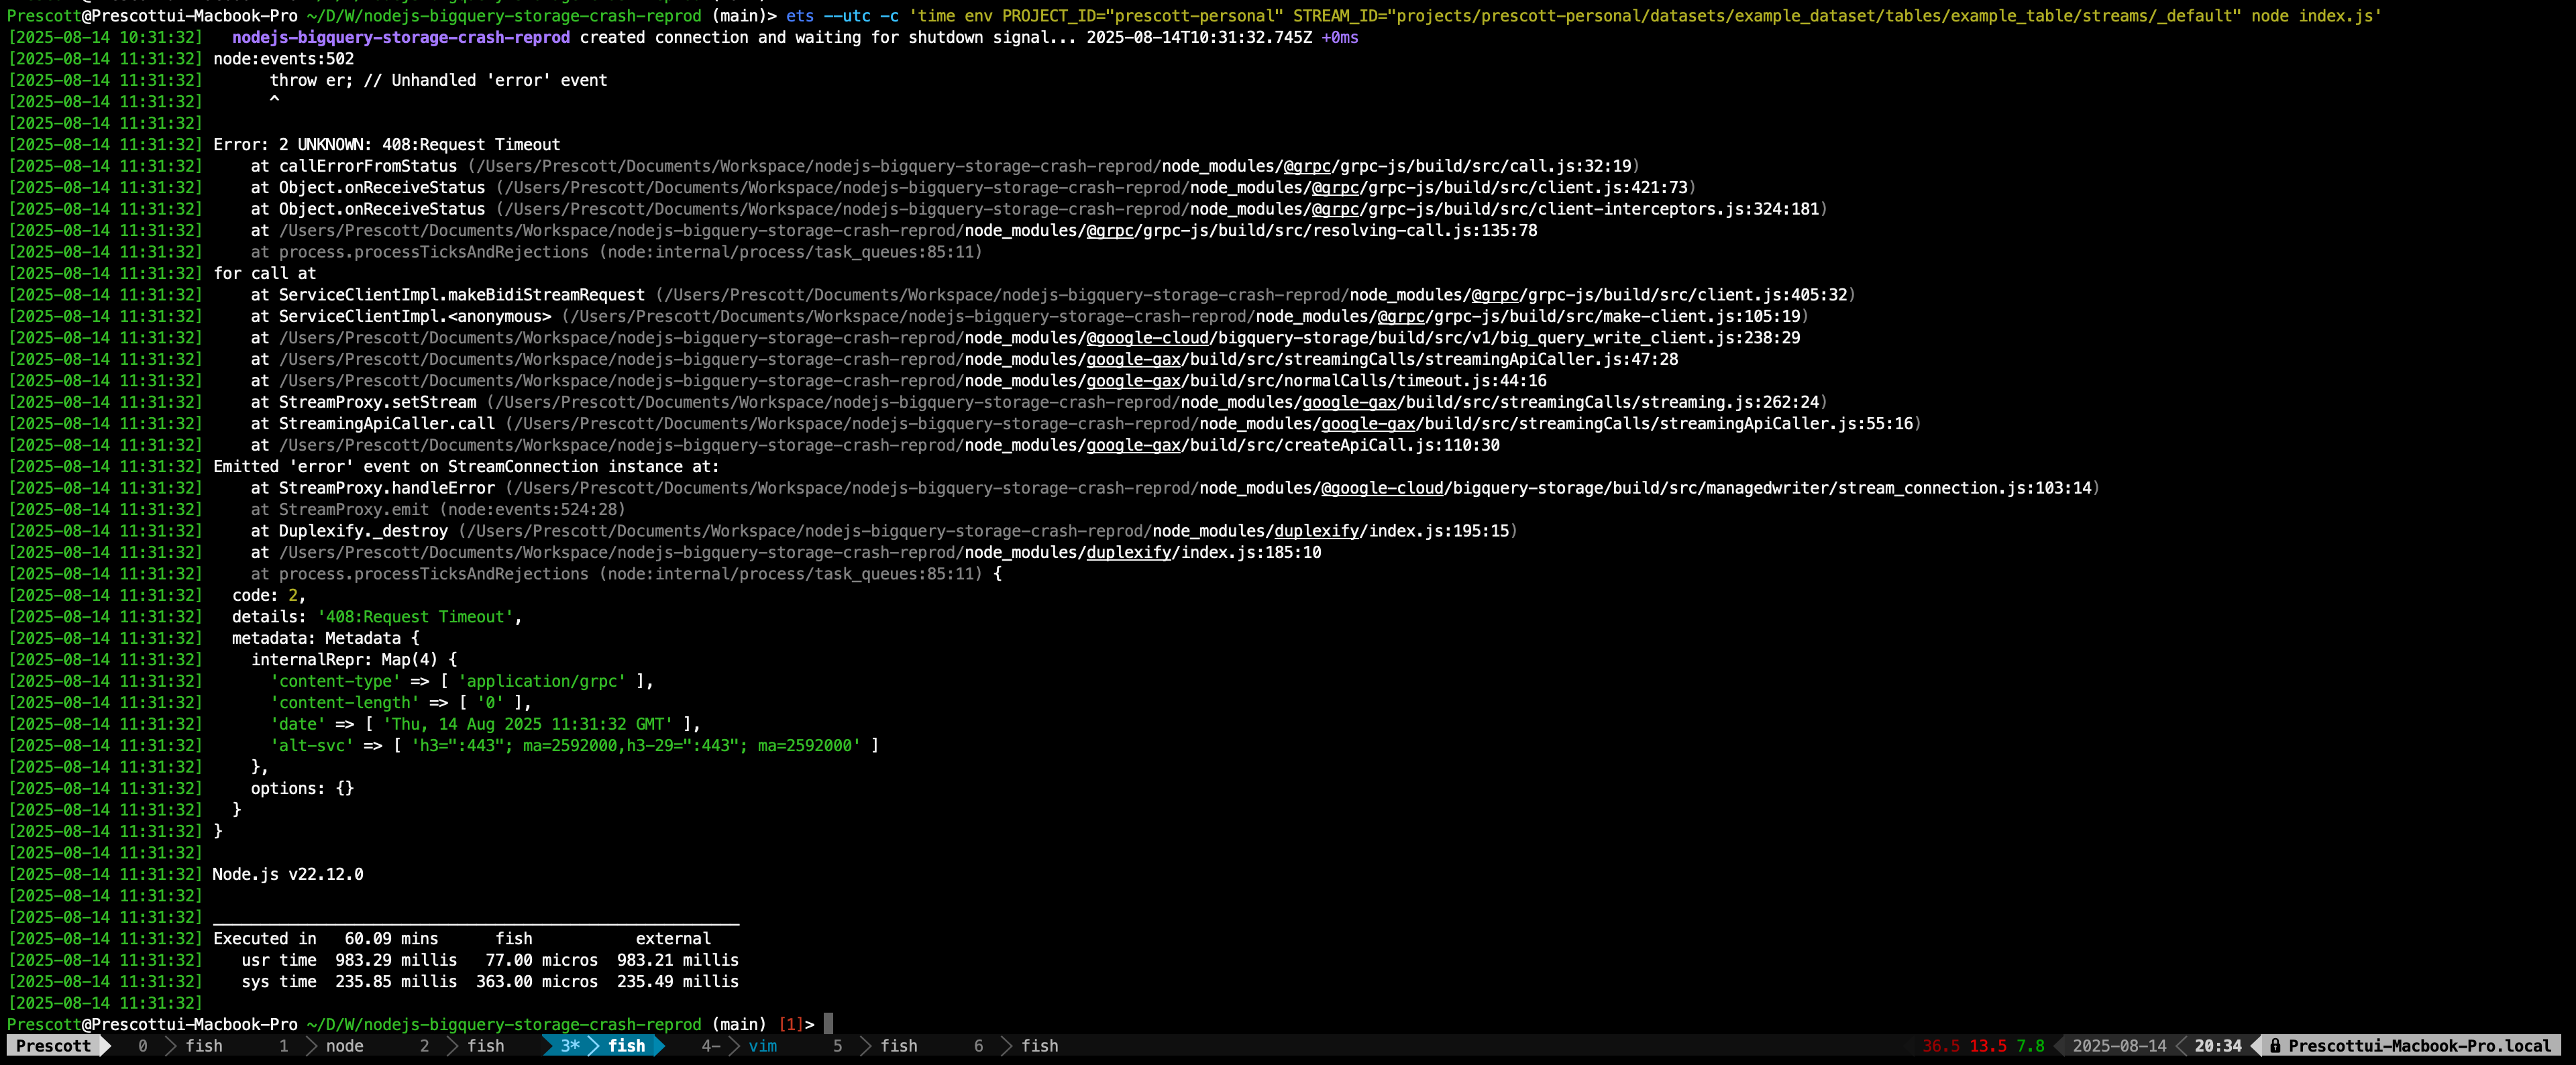 Prescott@Prescottui-Macbook-Pro ~/D/W/nodejs-bigquery-storage-crash-reprod (main)> ets --utc -c 'time env PROJECT_ID="prescott-personal" STREAM_ID="projects/prescott-personal/datasets/example_dataset/tables/example_table/streams/_default" node index.js'
[2025-08-14 10:31:32]   nodejs-bigquery-storage-crash-reprod created connection and waiting for shutdown signal... 2025-08-14T10:31:32.745Z +0ms
[2025-08-14 11:31:32] node:events:502
[2025-08-14 11:31:32]       throw er; // Unhandled 'error' event
[2025-08-14 11:31:32]       ^
[2025-08-14 11:31:32]
[2025-08-14 11:31:32] Error: 2 UNKNOWN: 408:Request Timeout
[2025-08-14 11:31:32]     at callErrorFromStatus (/Users/Prescott/Documents/Workspace/nodejs-bigquery-storage-crash-reprod/node_modules/@grpc/grpc-js/build/src/call.js:32:19)
[2025-08-14 11:31:32]     at Object.onReceiveStatus (/Users/Prescott/Documents/Workspace/nodejs-bigquery-storage-crash-reprod/node_modules/@grpc/grpc-js/build/src/client.js:421:73)
[2025-08-14 11:31:32]     at Object.onReceiveStatus (/Users/Prescott/Documents/Workspace/nodejs-bigquery-storage-crash-reprod/node_modules/@grpc/grpc-js/build/src/client-interceptors.js:324:181)
[2025-08-14 11:31:32]     at /Users/Prescott/Documents/Workspace/nodejs-bigquery-storage-crash-reprod/node_modules/@grpc/grpc-js/build/src/resolving-call.js:135:78
[2025-08-14 11:31:32]     at process.processTicksAndRejections (node:internal/process/task_queues:85:11)
[2025-08-14 11:31:32] for call at
[2025-08-14 11:31:32]     at ServiceClientImpl.makeBidiStreamRequest (/Users/Prescott/Documents/Workspace/nodejs-bigquery-storage-crash-reprod/node_modules/@grpc/grpc-js/build/src/client.js:405:32)
[2025-08-14 11:31:32]     at ServiceClientImpl.<anonymous> (/Users/Prescott/Documents/Workspace/nodejs-bigquery-storage-crash-reprod/node_modules/@grpc/grpc-js/build/src/make-client.js:105:19)
[2025-08-14 11:31:32]     at /Users/Prescott/Documents/Workspace/nodejs-bigquery-storage-crash-reprod/node_modules/@google-cloud/bigquery-storage/build/src/v1/big_query_write_client.js:238:29
[2025-08-14 11:31:32]     at /Users/Prescott/Documents/Workspace/nodejs-bigquery-storage-crash-reprod/node_modules/google-gax/build/src/streamingCalls/streamingApiCaller.js:47:28
[2025-08-14 11:31:32]     at /Users/Prescott/Documents/Workspace/nodejs-bigquery-storage-crash-reprod/node_modules/google-gax/build/src/normalCalls/timeout.js:44:16
[2025-08-14 11:31:32]     at StreamProxy.setStream (/Users/Prescott/Documents/Workspace/nodejs-bigquery-storage-crash-reprod/node_modules/google-gax/build/src/streamingCalls/streaming.js:262:24)
[2025-08-14 11:31:32]     at StreamingApiCaller.call (/Users/Prescott/Documents/Workspace/nodejs-bigquery-storage-crash-reprod/node_modules/google-gax/build/src/streamingCalls/streamingApiCaller.js:55:16)
[2025-08-14 11:31:32]     at /Users/Prescott/Documents/Workspace/nodejs-bigquery-storage-crash-reprod/node_modules/google-gax/build/src/createApiCall.js:110:30
[2025-08-14 11:31:32] Emitted 'error' event on StreamConnection instance at:
[2025-08-14 11:31:32]     at StreamProxy.handleError (/Users/Prescott/Documents/Workspace/nodejs-bigquery-storage-crash-reprod/node_modules/@google-cloud/bigquery-storage/build/src/managedwriter/stream_connection.js:103:14)
[2025-08-14 11:31:32]     at StreamProxy.emit (node:events:524:28)
[2025-08-14 11:31:32]     at Duplexify._destroy (/Users/Prescott/Documents/Workspace/nodejs-bigquery-storage-crash-reprod/node_modules/duplexify/index.js:195:15)
[2025-08-14 11:31:32]     at /Users/Prescott/Documents/Workspace/nodejs-bigquery-storage-crash-reprod/node_modules/duplexify/index.js:185:10
[2025-08-14 11:31:32]     at process.processTicksAndRejections (node:internal/process/task_queues:85:11) {
[2025-08-14 11:31:32]   code: 2,
[2025-08-14 11:31:32]   details: '408:Request Timeout',
[2025-08-14 11:31:32]   metadata: Metadata {
[2025-08-14 11:31:32]     internalRepr: Map(4) {
[2025-08-14 11:31:32]       'content-type' => [ 'application/grpc' ],
[2025-08-14 11:31:32]       'content-length' => [ '0' ],
[2025-08-14 11:31:32]       'date' => [ 'Thu, 14 Aug 2025 11:31:32 GMT' ],
[2025-08-14 11:31:32]       'alt-svc' => [ 'h3=":443"; ma=2592000,h3-29=":443"; ma=2592000' ]
[2025-08-14 11:31:32]     },
[2025-08-14 11:31:32]     options: {}
[2025-08-14 11:31:32]   }
[2025-08-14 11:31:32] }
[2025-08-14 11:31:32]
[2025-08-14 11:31:32] Node.js v22.12.0
[2025-08-14 11:31:32]
[2025-08-14 11:31:32] ________________________________________________________
[2025-08-14 11:31:32] Executed in   60.09 mins      fish           external
[2025-08-14 11:31:32]    usr time  983.29 millis   77.00 micros  983.21 millis
[2025-08-14 11:31:32]    sys time  235.85 millis  363.00 micros  235.49 millis
[2025-08-14 11:31:32]
Prescott@Prescottui-Macbook-Pro ~/D/W/nodejs-bigquery-storage-crash-reprod (main) [1]>
Prescott 0 fish 1 node 2 fish 3* fish 4- vim 5 fish 6 fish 36.5 13.5 7.8 2025-08-14 20:34 Prescottui-Macbook-Pro.local